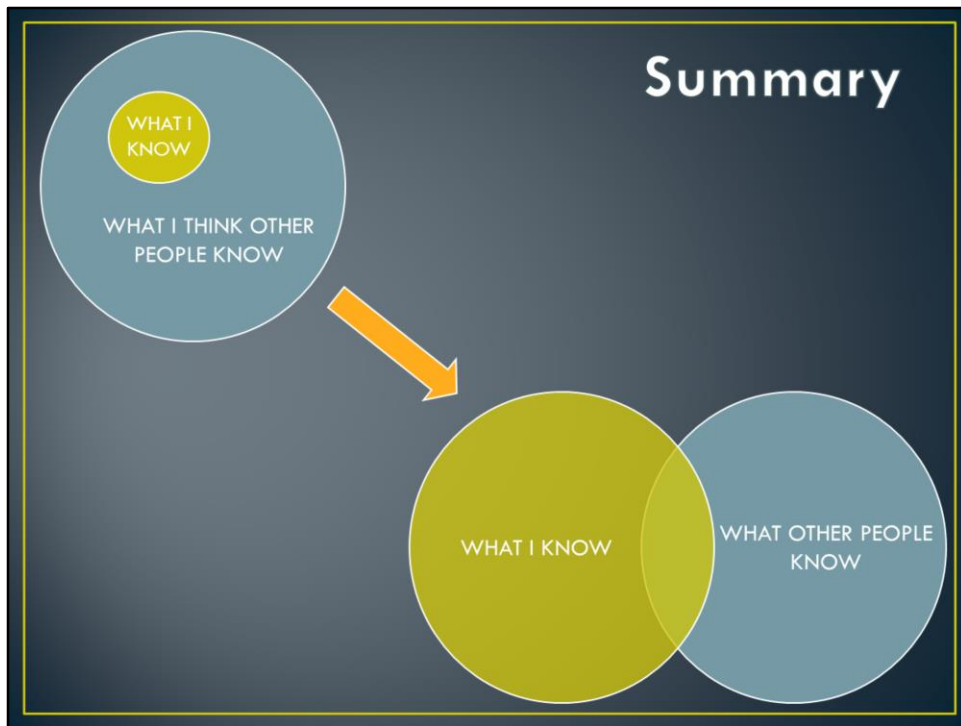 Summary
WHAT I
KNOW
WHAT I THINK OTHER
PEOPLE KNOW
WHAT I KNOW
WHAT OTHER PEOPLE
KNOW